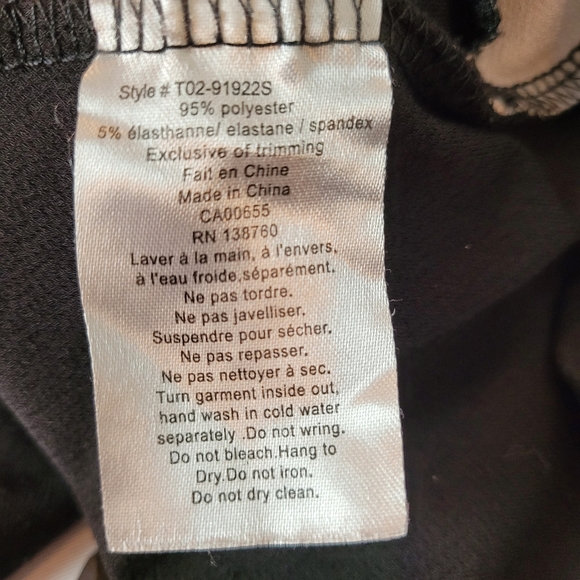 Style # T02-91922S
95% polyester
5% élasthanne/ elastane / spandex
Exclusive of trimming
Fait en Chine
Made in China
CA00655
RN 138760
Laver à la main, à l'envers,
à l'eau froide,séparément.
Ne pas tordre.
Ne pas javelliser.
Suspendre pour sécher.
Ne pas repasser.
Ne pas nettoyer à sec.
Turn garment inside out,
hand wash in cold water
separately .Do not wring.
Do not bleach.Hang to
Dry.Do not iron.
Do not dry clean.